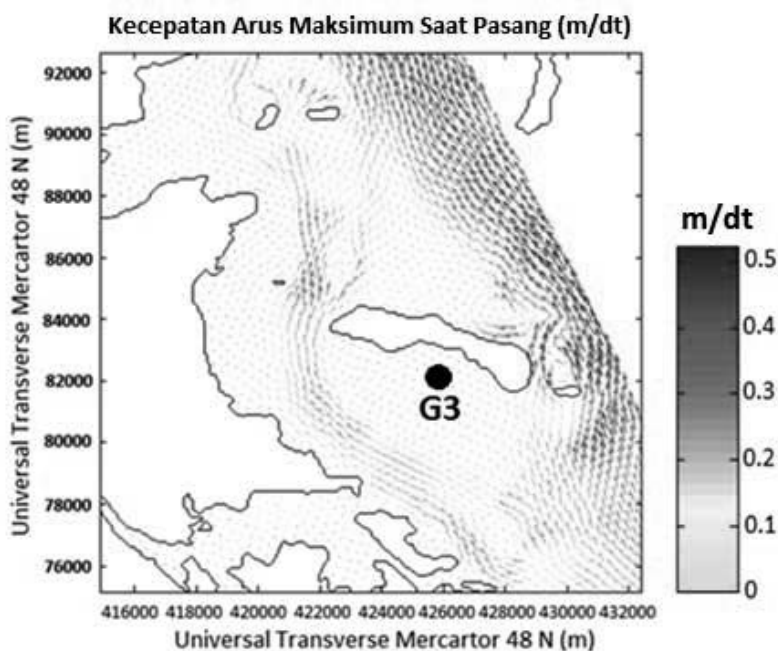 Kecepatan Arus Maksimum Saat Pasang (m/dt)
Universal Transverse Mercartor 48 N (m)
92000
90000
88000
86000
84000
82000
80000
78000
76000
G3
416000 418000 420000 422000 424000 426000 428000 430000 432000
Universal Transverse Mercartor 48 N (m)
m/dt
0.5
0.4
0.3
0.2
0.1
0